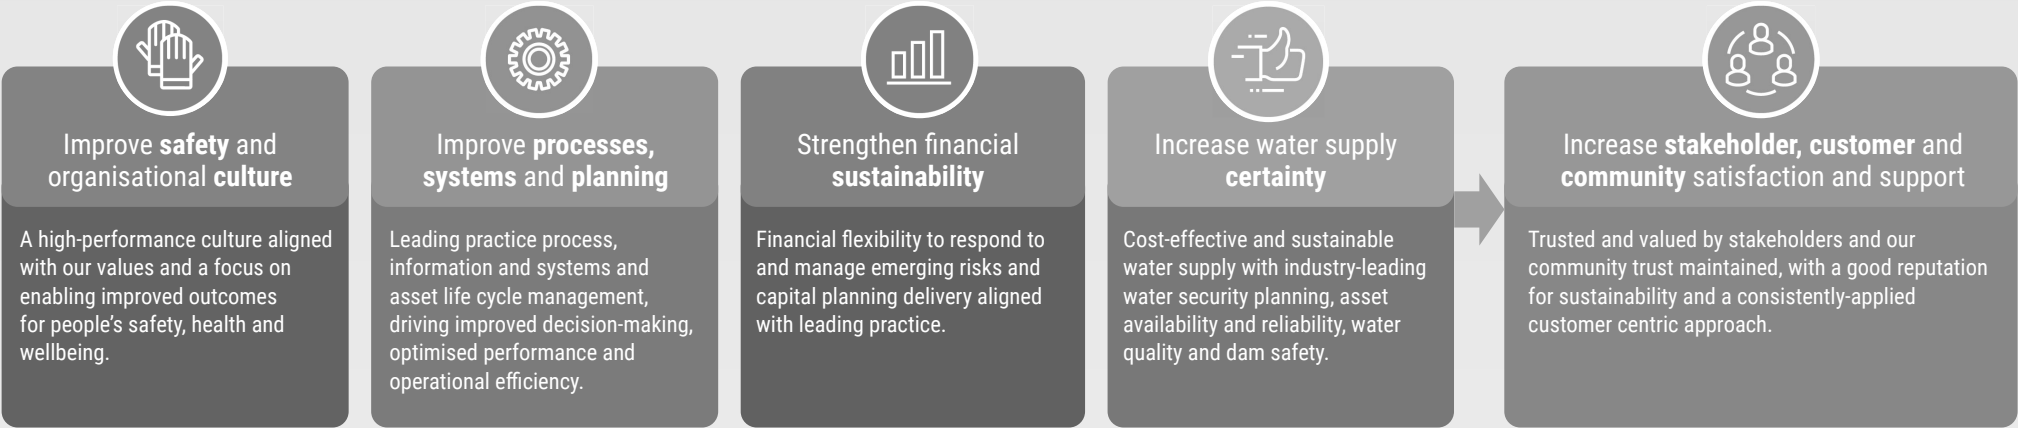 Improve safety and
organisational culture
A high-performance culture aligned
with our values and a focus on
enabling improved outcomes
for people's safety, health and
wellbeing.
Improve processes,
systems and planning
Leading practice process,
information and systems and
asset life cycle management,
driving improved decision-making,
optimised performance and
operational efficiency.
Strengthen financial
sustainability
Financial flexibility to respond to
and manage emerging risks and
capital planning delivery aligned
with leading practice.
Increase water supply
certainty
Cost-effective and sustainable
water supply with industry-leading
water security planning, asset
availability and reliability, water
quality and dam safety.
Increase stakeholder, customer and
community satisfaction and support
Trusted and valued by stakeholders and our
community trust maintained, with a good reputation
for sustainability and a consistently-applied
customer centric approach.